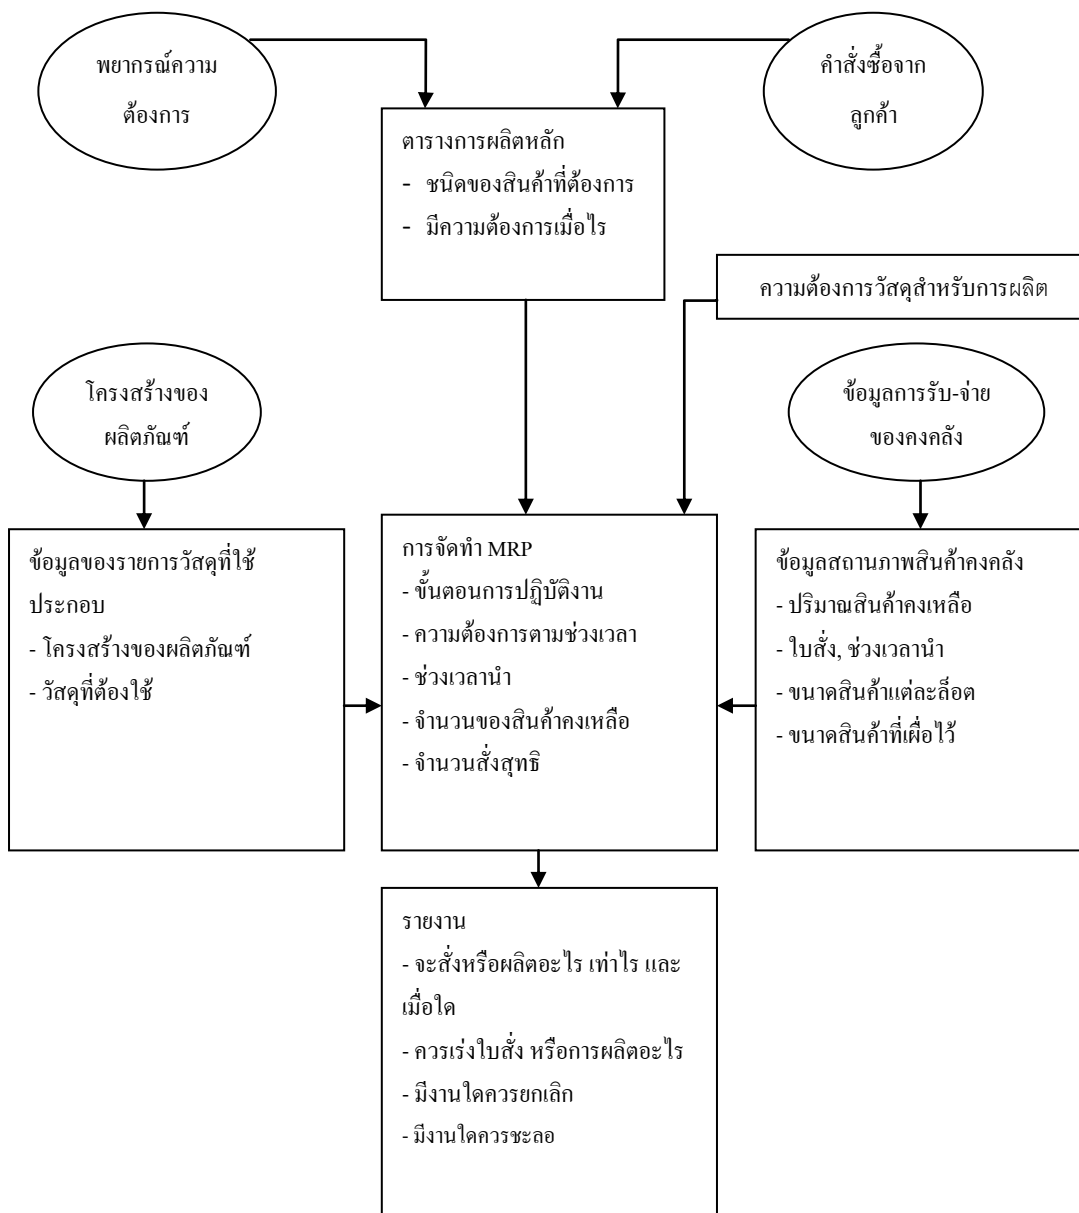 พยากรณ์ความ
ต้องการ
คำสั่งซื้อจาก
ลูกค้า
ตารางการผลิตหลัก
- ชนิดของสินค้าที่ต้องการ
- มีความต้องการเมื่อไร
ความต้องการวัสดุสำหรับการผลิต
โครงสร้างของ
ผลิตภัณฑ์
ข้อมูลการรับ-จ่าย
ของคงคลัง
ข้อมูลของรายการวัสดุที่ใช้
ประกอบ
- โครงสร้างของผลิตภัณฑ์
- วัสดุที่ต้องใช้
การจัดทำ MRP
- ขั้นตอนการปฏิบัติงาน
- ความต้องการตามช่วงเวลา
- ช่วงเวลานำ
- จำนวนของสินค้าคงเหลือ
- จำนวนสั่งสุทธิ
ข้อมูลสถานภาพสินค้าคงคลัง
- ปริมาณสินค้าคงเหลือ
- ใบสั่ง, ช่วงเวลานำ
- ขนาดสินค้าแต่ละล็อต
- ขนาดสินค้าที่เผื่อไว้
รายงาน
- จะสั่งหรือผลิตอะไร เท่าไร และ
เมื่อใด
- ควรเร่งใบสั่ง หรือการผลิตอะไร
- มีงานใดควรยกเลิก
- มีงานใดควรชะลอ